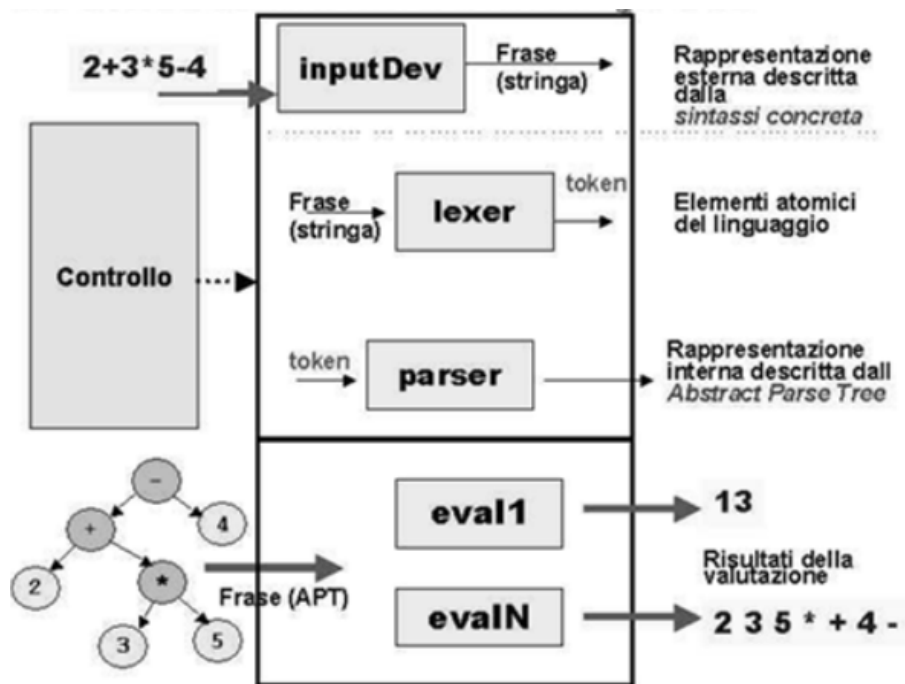 2+3*5-4
inputDev
Frase
(stringa)
Rappresentazione
esterna descritta
dalla
sintassi concreta
Frase
(stringa)
lexer
token
Elementi atomici
del linguaggio
Controllo
token
parser
Rappresentazione
interna descritta dall
Abstract Parse Tree
-
+
4
2
*
3
5
Frase (APT)
eval1
13
Risultati della
valutazione
evalN
2 3 5 * + 4 -